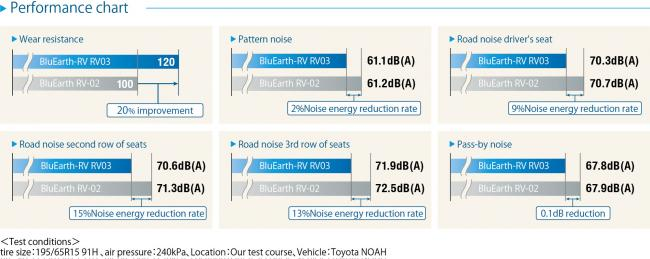 Performance chart
Wear resistance
BluEarth-RV RV03 120
BluEarth RV-02 100
20% improvement
Pattern noise
BluEarth-RV RV03 61.1dB(A)
BluEarth RV-02 61.2dB(A)
2%Noise energy reduction rate
Road noise driver's seat
BluEarth-RV RV03 70.3dB(A)
BluEarth RV-02 70.7dB(A)
9%Noise energy reduction rate
Road noise second row of seats
BluEarth-RV RV03 70.6dB(A)
BluEarth RV-02 71.3dB(A)
15%Noise energy reduction rate
Road noise 3rd row of seats
BluEarth-RV RV03 71.9dB(A)
BluEarth RV-02 72.5dB(A)
13%Noise energy reduction rate
Pass-by noise
BluEarth-RV RV03 67.8dB(A)
BluEarth RV-02 67.9dB(A)
0.1dB reduction
＜Test conditions＞
tire size：195/65R15 91H、air pressure：240kPa、Location：Our test course、Vehicle：Toyota NOAH